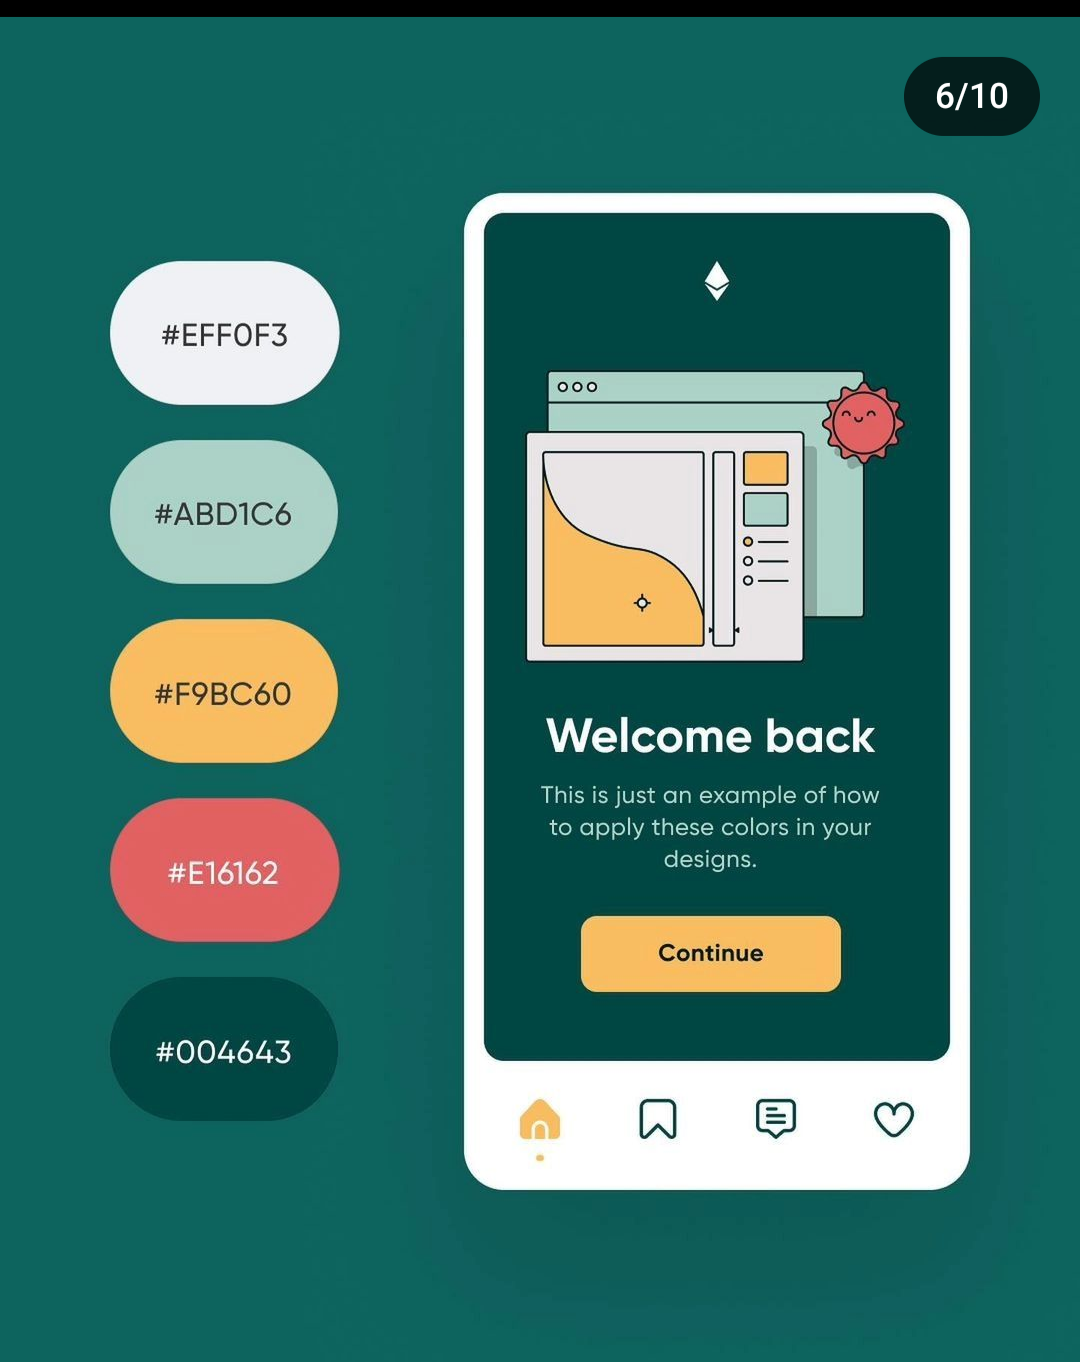 6/10
#EFF0F3
#ABD1C6
#F9BC60
#E16162
#004643
Welcome back
This is just an example of how
to apply these colors in your
designs.
Continue